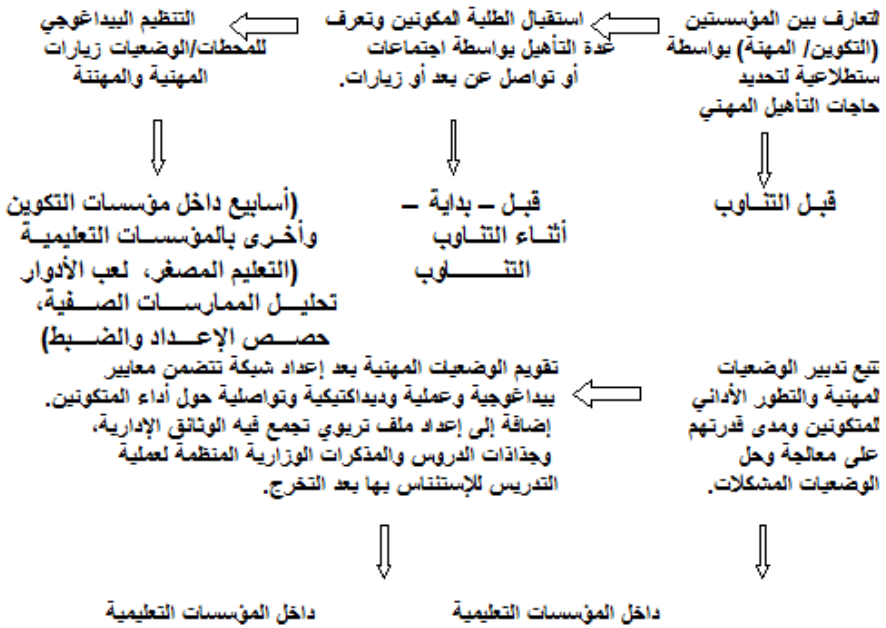 التعارف بين المؤسستين
(التكوين/ المهنة) بواسطة
ستطلاعية لتحديد
حاجات التأهيل المهني
استقبال الطلبة المكونين وتعرف
عدة التأهيل بواسطة اجتماعات
أو تواصل عن بعد أو زيارات.
التنظيم البيداغوجي
للمحطات/الوضعيات زيارات
المهنية والمهننة
قبل التناوب
قبل – بداية –
أثناء التناوب
التناوب
(أسابيع داخل مؤسسات التكوين
وأخرى بالمؤسسات التعليمية
(التعليم المصغر، لعب الأدوار
تحليل الممارسات الصفية،
حصص الإعداد والضبط)
تتبع تدبير الوضعيات
المهنية والتطور الأدائي
للمتكونين ومدى قدرتهم
على معالجة وحل
الوضعيات المشكلات.
تقويم الوضعيات المهنية بعد إعداد شبكة تتضمن معايير
بيداغوجية وعملية وديداكتيكية وتواصلية حول أداء المتكونين.
إضافة إلى إعداد ملف تربوي تجمع فيه الوثائق الإدارية،
وجذاذات الدروس والمذكرات الوزارية المنظمة لعملية
التدريس للإستئناس بها بعد التخرج.
داخل المؤسسات التعليمية
داخل المؤسسات التعليمية